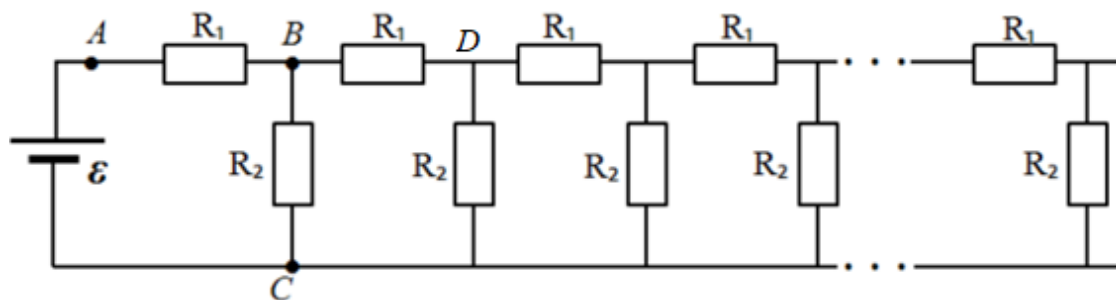 A R₁ B R₁ D R₁ R₁ · · · R₁
ε R₂ R₂ R₂ R₂ R₂
C · · ·